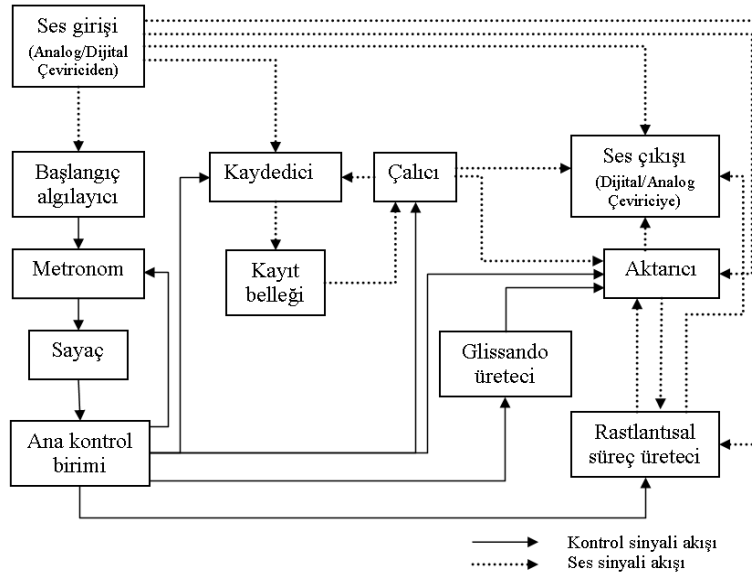 Ses girişi
(Analog/Dijital
Çeviriciden)
Başlangıç
algılayıcı
Kaydedici
Çalıcı
Ses çıkışı
(Dijital/Analog
Çeviriciye)
Metronom
Kayıt
belleği
Aktarıcı
Sayaç
Glissando
üreteci
Ana kontrol
birimi
Rastlantısal
süreç üreteci
Kontrol sinyali akışı
Ses sinyali akışı